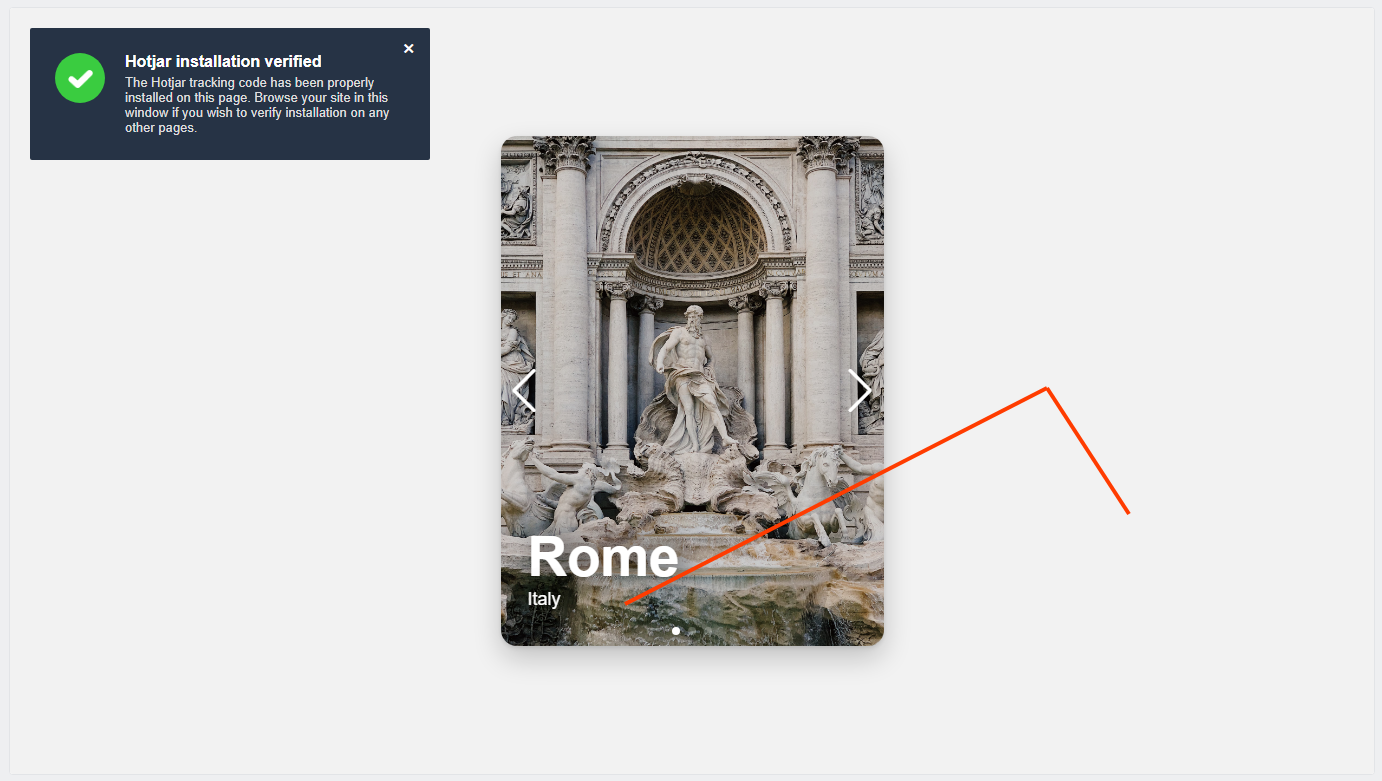 Hotjar installation verified
The Hotjar tracking code has been properly
installed on this page. Browse your site in this
window if you wish to verify installation on any
other pages.
Rome
Italy